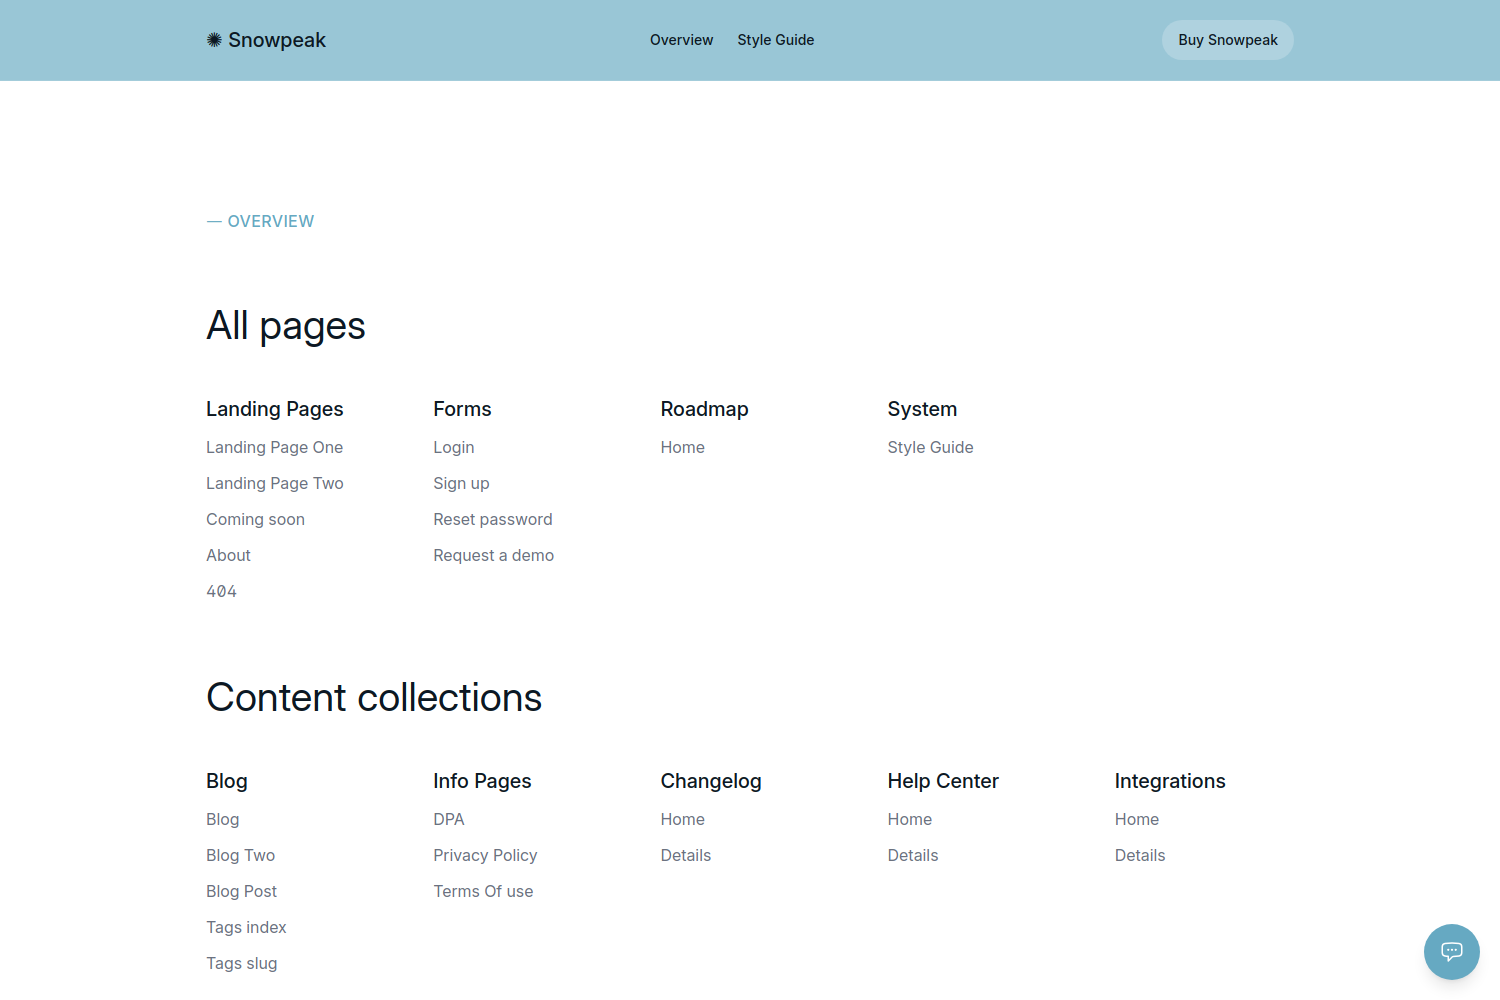 Snowpeak
Overview
Style Guide
Buy Snowpeak
— OVERVIEW
All pages
Landing Pages
Landing Page One
Landing Page Two
Coming soon
About
404
Forms
Login
Sign up
Reset password
Request a demo
Roadmap
Home
System
Style Guide
Content collections
Blog
Blog
Blog Two
Blog Post
Tags index
Tags slug
Info Pages
DPA
Privacy Policy
Terms Of use
Changelog
Home
Details
Help Center
Home
Details
Integrations
Home
Details